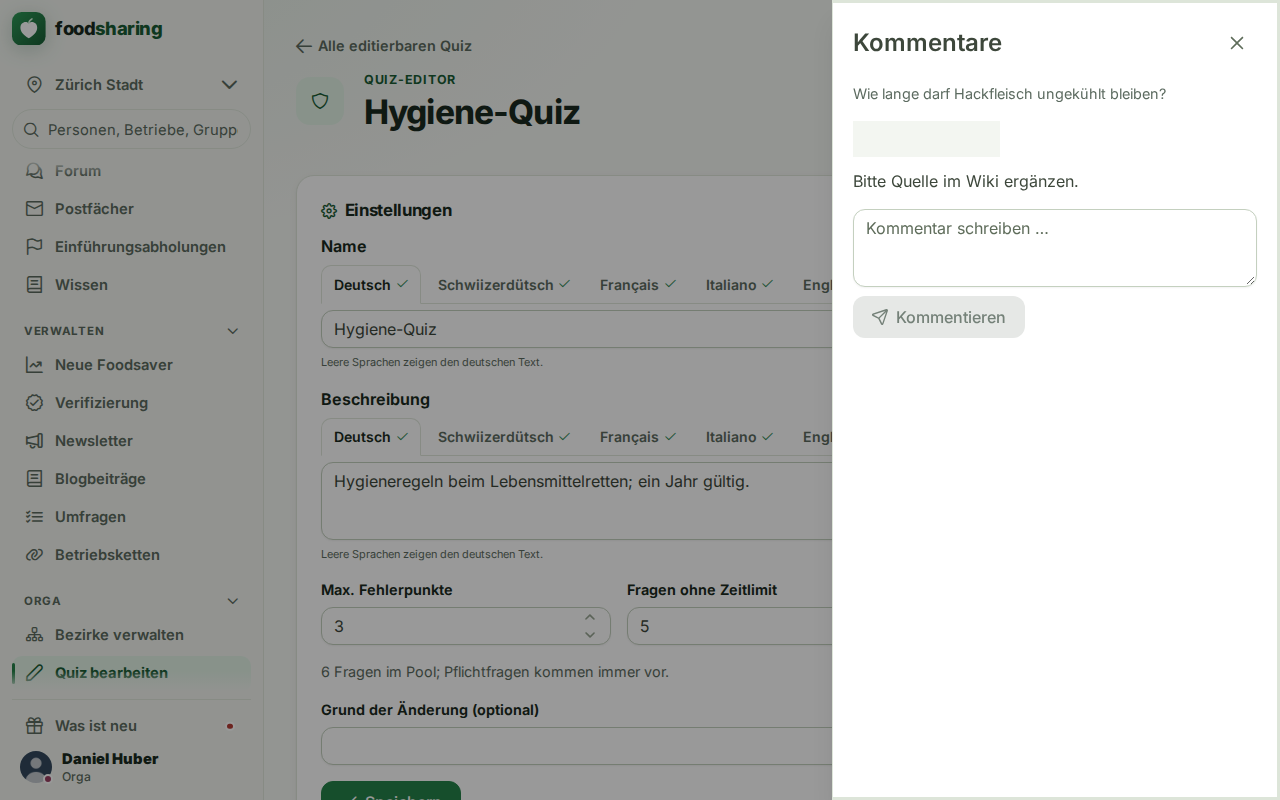 foodsharing
Zürich Stadt
Personen, Betriebe, Grupp
Forum
Postfächer
Einführungsabholungen
Wissen
VERWALTEN
Neue Foodsaver
Verifizierung
Newsletter
Blogbeiträge
Umfragen
Betriebsketten
ORGA
Bezirke verwalten
Quiz bearbeiten
Was ist neu
Daniel Huber
Orga
Alle editierbaren Quiz
QUIZ-EDITOR
Hygiene-Quiz
Einstellungen
Name
Deutsch Schwiizerdütsch Français Italiano Engl
Hygiene-Quiz
Leere Sprachen zeigen den deutschen Text.
Beschreibung
Deutsch Schwiizerdütsch Français Italiano Engl
Hygieneregeln beim Lebensmittelretten; ein Jahr gültig.
Leere Sprachen zeigen den deutschen Text.
Max. Fehlerpunkte Fragen ohne Zeitlimit
3 5
6 Fragen im Pool; Pflichtfragen kommen immer vor.
Grund der Änderung (optional)
Speichern
Kommentare
Wie lange darf Hackfleisch ungekühlt bleiben?
Bitte Quelle im Wiki ergänzen.
Kommentar schreiben …
Kommentieren